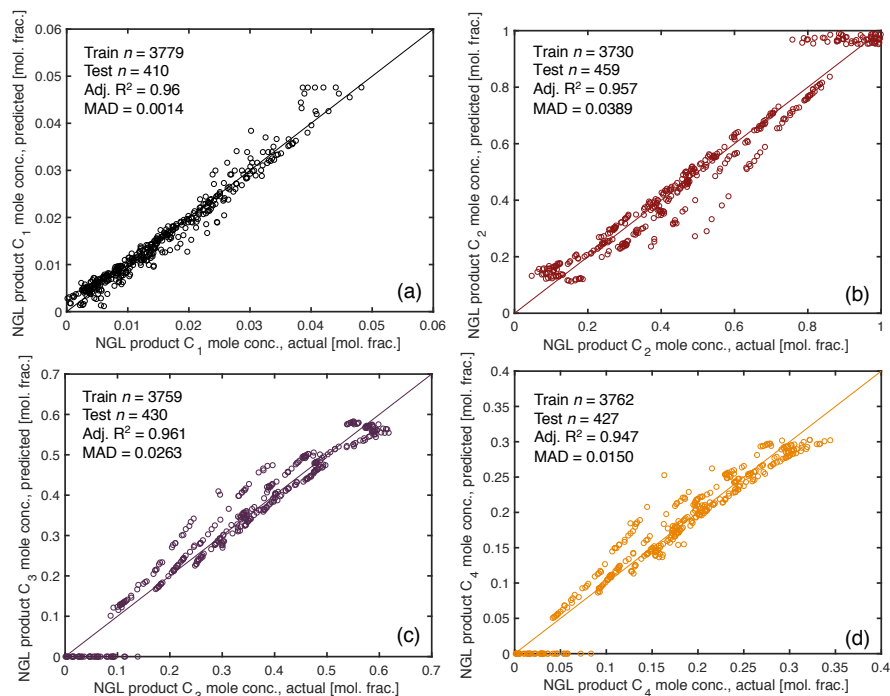 NGL product C1 mole conc., predicted [mol. frac.]
0.06
0.05
0.04
0.03
0.02
0.01
0
Train n = 3779
Test n = 410
Adj. R² = 0.96
MAD = 0.0014
(a)
0 0.01 0.02 0.03 0.04 0.05 0.06
NGL product C1 mole conc., actual [mol. frac.]
NGL product C2 mole conc., predicted [mol. frac.]
1
0.8
0.6
0.4
0.2
0
Train n = 3730
Test n = 459
Adj. R² = 0.957
MAD = 0.0389
(b)
0 0.2 0.4 0.6 0.8 1
NGL product C2 mole conc., actual [mol. frac.]
NGL product C3 mole conc., predicted [mol. frac.]
0.7
0.6
0.5
0.4
0.3
0.2
0.1
0
Train n = 3759
Test n = 430
Adj. R² = 0.961
MAD = 0.0263
(c)
0 0.1 0.2 0.3 0.4 0.5 0.6 0.7
NGL product C3 mole conc., actual [mol. frac.]
NGL product C4 mole conc., predicted [mol. frac.]
0.4
0.35
0.3
0.25
0.2
0.15
0.1
0.05
0
Train n = 3762
Test n = 427
Adj. R² = 0.947
MAD = 0.0150
(d)
0 0.05 0.1 0.15 0.2 0.25 0.3 0.35 0.4
NGL product C4 mole conc., actual [mol. frac.]